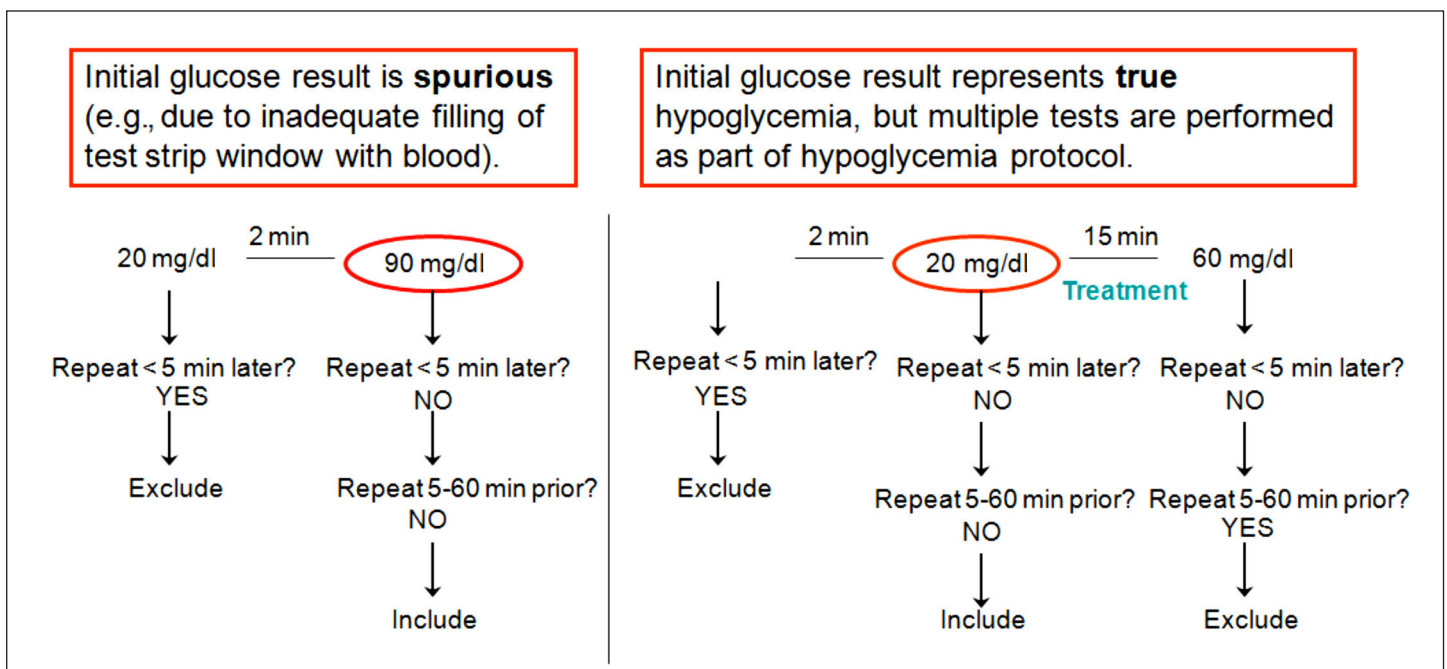 Initial glucose result is spurious
(e.g., due to inadequate filling of
test strip window with blood).
20 mg/dl
2 min
90 mg/dl
Repeat < 5 min later?
YES
Exclude
Repeat < 5 min later?
NO
Repeat 5-60 min prior?
NO
Include
Initial glucose result represents true
hypoglycemia, but multiple tests are performed
as part of hypoglycemia protocol.
2 min
20 mg/dl
15 min
Treatment
60 mg/dl
Repeat < 5 min later?
YES
Exclude
Repeat < 5 min later?
NO
Repeat 5-60 min prior?
NO
Include
Repeat < 5 min later?
NO
Repeat 5-60 min prior?
YES
Exclude